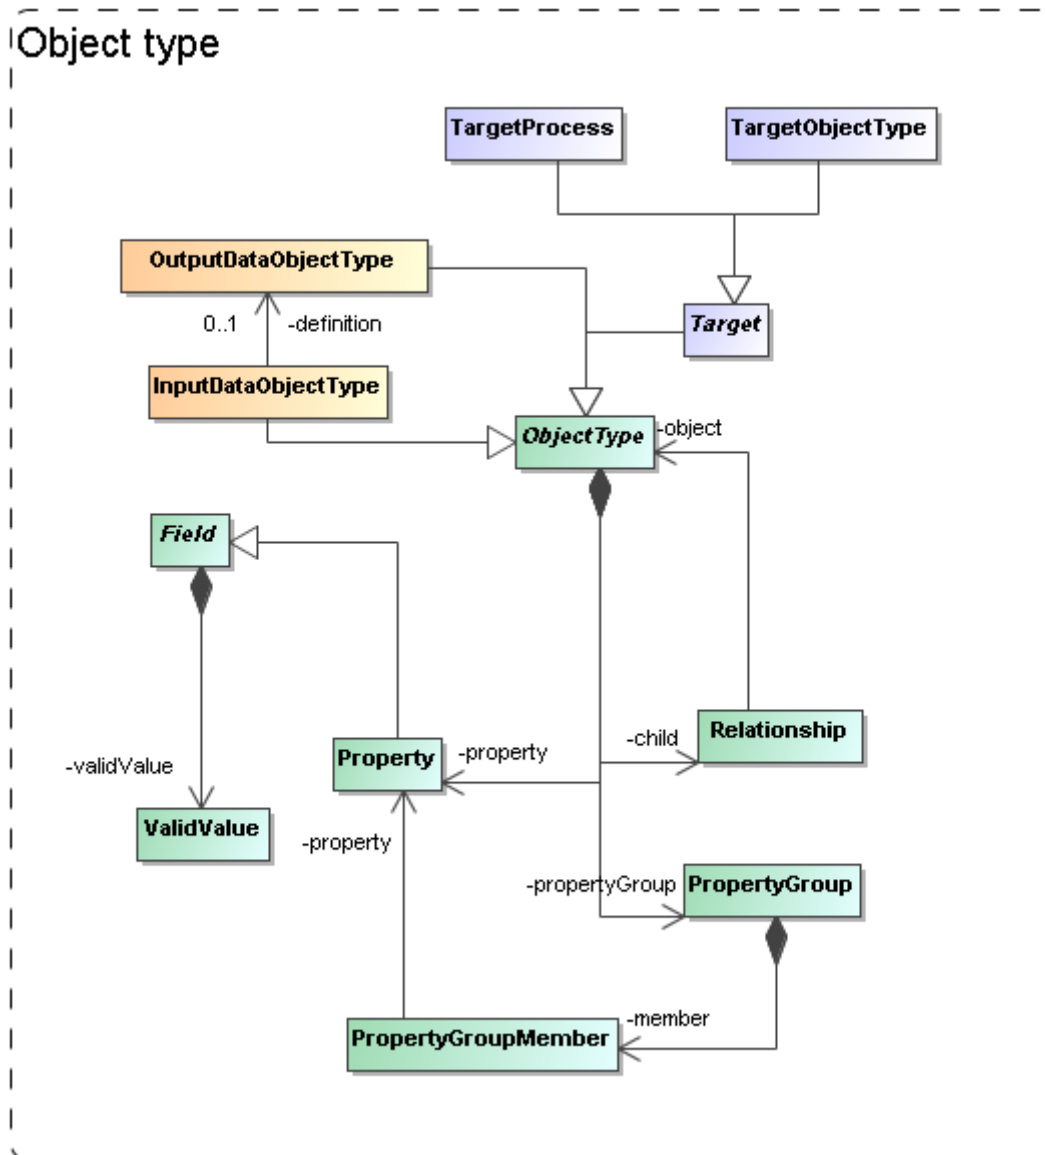 Object type
TargetProcess
TargetObjectType
OutputDataObjectType
0..1
-definition
Target
InputDataObjectType
ObjectType
-object
Field
Relationship
-child
Property
-property
-validValue
ValidValue
-property
-propertyGroup
PropertyGroup
-member
PropertyGroupMember